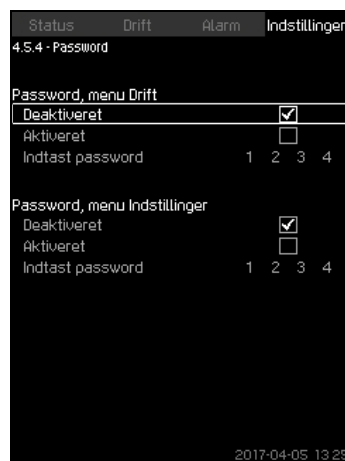 Status Drift Alarm Indstillinger
4.5.4 - Password
Password, menu Drift
Deaktiveret
Aktiveret
Indtast password 1 2 3 4
Password, menu Indstillinger
Deaktiveret
Aktiveret
Indtast password 1 2 3 4
2017-04-05 13:29